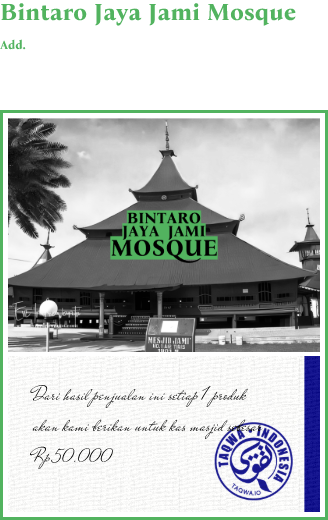 Bintaro Jaya Jami Mosque
Add.
BINTARO
JAYA JAMI
MOSQUE
MESJID JAMI'
Dari hasil penjualan ini setiap 1 produk
akan kami berikan untuk kas masjid sebesar
Rp50.000
TAQWA INDONESIA
TAQWA.IO